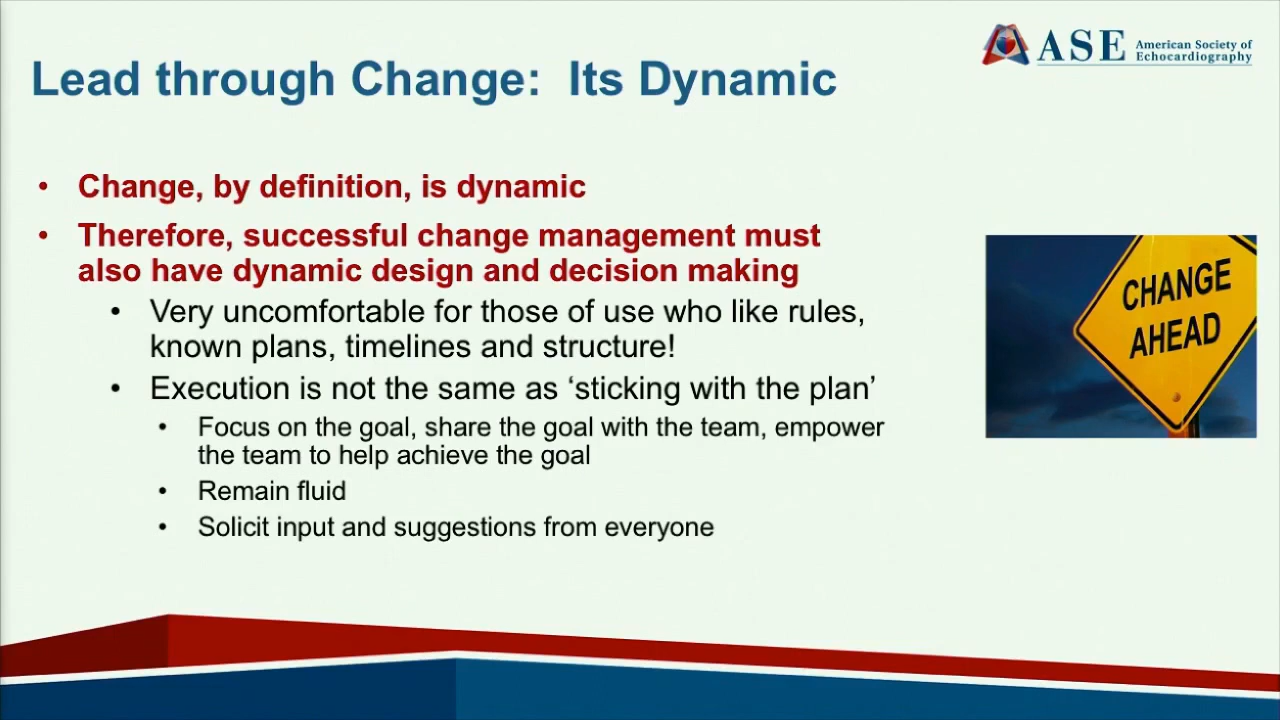 ASE American Society of
Echocardiography
Lead through Change: Its Dynamic
• Change, by definition, is dynamic
• Therefore, successful change management must
also have dynamic design and decision making
• Very uncomfortable for those of use who like rules,
known plans, timelines and structure!
• Execution is not the same as ‘sticking with the plan’
• Focus on the goal, share the goal with the team, empower
the team to help achieve the goal
• Remain fluid
• Solicit input and suggestions from everyone
CHANGE
AHEAD